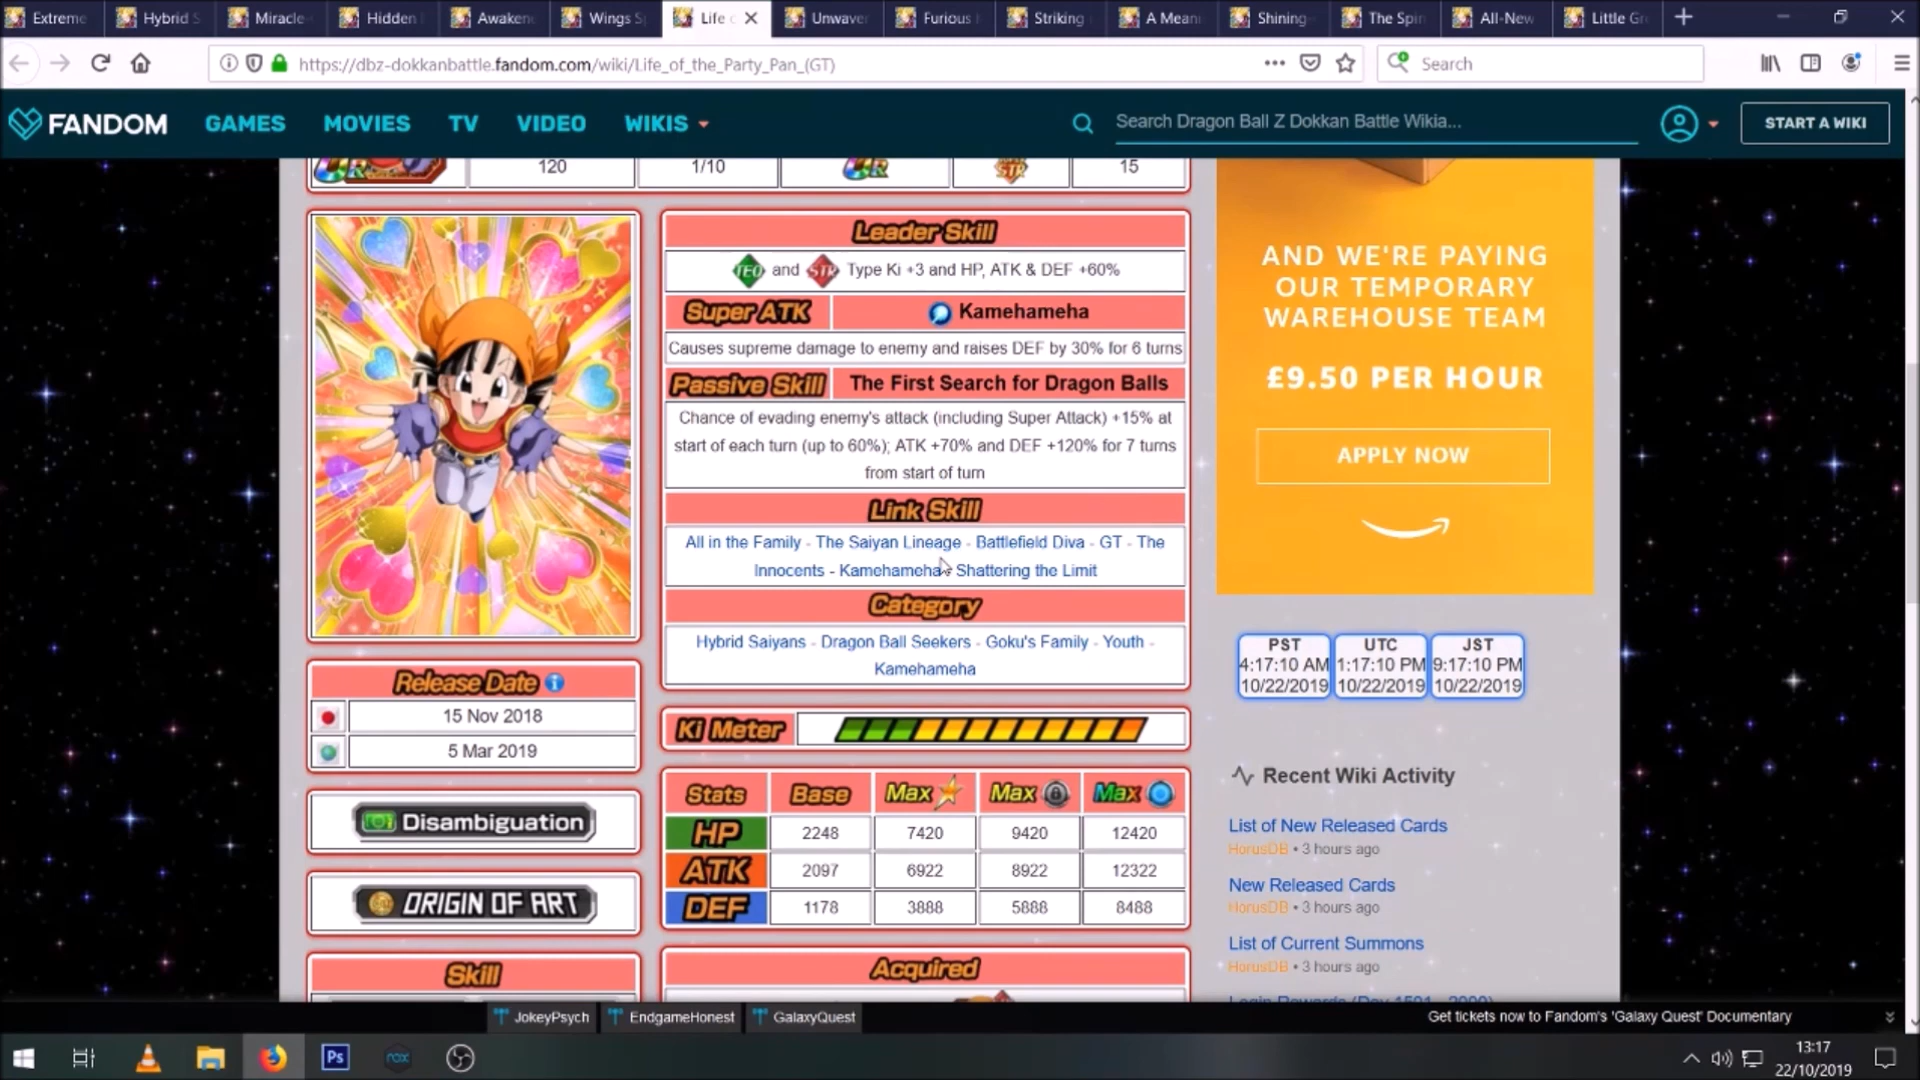 Extreme
Hybrid S
Miracle-
Hidden
Awaken
Wings S
Life
Unwaver
Furious
Striking
A Mean
Shining-
The Spi
All-New
Little Gr
https://dbz-dokkanbattle.fandom.com/wiki/Life_of_the_Party_Pan_(GT)
Search
FANDOM
GAMES
MOVIES
TV
VIDEO
WIKIS
Search Dragon Ball Z Dokkan Battle Wikia...
START A WIKI
UR
120
1/10
UR
STR
15
Leader Skill
TEQ and STR Type Ki +3 and HP, ATK & DEF +60%
Super ATK
Kamehameha
Causes supreme damage to enemy and raises DEF by 30% for 6 turns
Passive Skill
The First Search for Dragon Balls
Chance of evading enemy's attack (including Super Attack) +15% at
start of each turn (up to 60%); ATK +70% and DEF +120% for 7 turns
from start of turn
Link Skill
All in the Family - The Saiyan Lineage - Battlefield Diva - GT - The
Innocents - Kamehameha - Shattering the Limit
Category
Hybrid Saiyans - Dragon Ball Seekers - Goku's Family - Youth -
Kamehameha
Release Date
15 Nov 2018
5 Mar 2019
Disambiguation
ORIGIN OF ART
Skill
Ki Meter
Stats Base Max Max Max
HP 2248 7420 9420 12420
ATK 2097 6922 8922 12322
DEF 1178 3888 5888 8488
Acquired
AND WE'RE PAYING
OUR TEMPORARY
WAREHOUSE TEAM
£9.50 PER HOUR
APPLY NOW
PST
4:17:10 AM
10/22/2019
UTC
1:17:10 PM
10/22/2019
JST
9:17:10 PM
10/22/2019
Recent Wiki Activity
List of New Released Cards
HorusDB • 3 hours ago
New Released Cards
HorusDB • 3 hours ago
List of Current Summons
HorusDB • 3 hours ago
JokeyPsych
EndgameHonest
GalaxyQuest
Get tickets now to Fandom's 'Galaxy Quest' Documentary
Ps
nox
13:17
22/10/2019